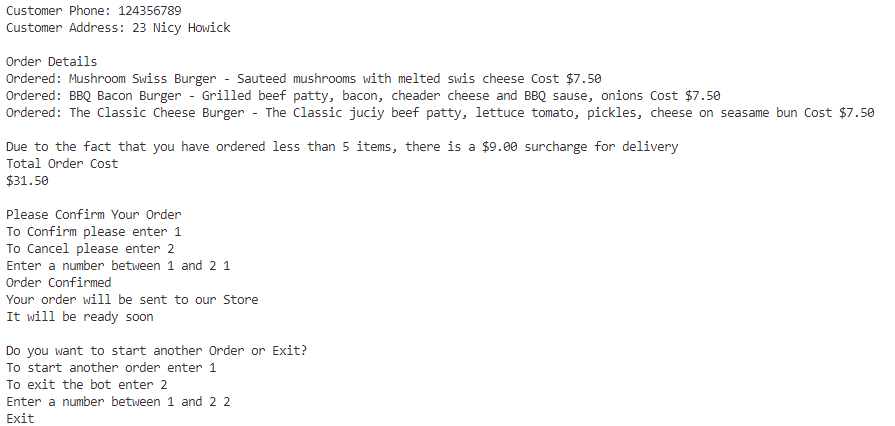 Customer Phone: 124356789
Customer Address: 23 Nicy Howick
Order Details
Ordered: Mushroom Swiss Burger - Sauteed mushrooms with melted swis cheese Cost $7.50
Ordered: BBQ Bacon Burger - Grilled beef patty, bacon, cheader cheese and BBQ sause, onions Cost $7.50
Ordered: The Classic Cheese Burger - The Classic juciy beef patty, lettuce tomato, pickles, cheese on seasame bun Cost $7.50
Due to the fact that you have ordered less than 5 items, there is a $9.00 surcharge for delivery
Total Order Cost
$31.50
Please Confirm Your Order
To Confirm please enter 1
To Cancel please enter 2
Enter a number between 1 and 2 1
Order Confirmed
Your order will be sent to our Store
It will be ready soon
Do you want to start another Order or Exit?
To start another order enter 1
To exit the bot enter 2
Enter a number between 1 and 2 2
Exit